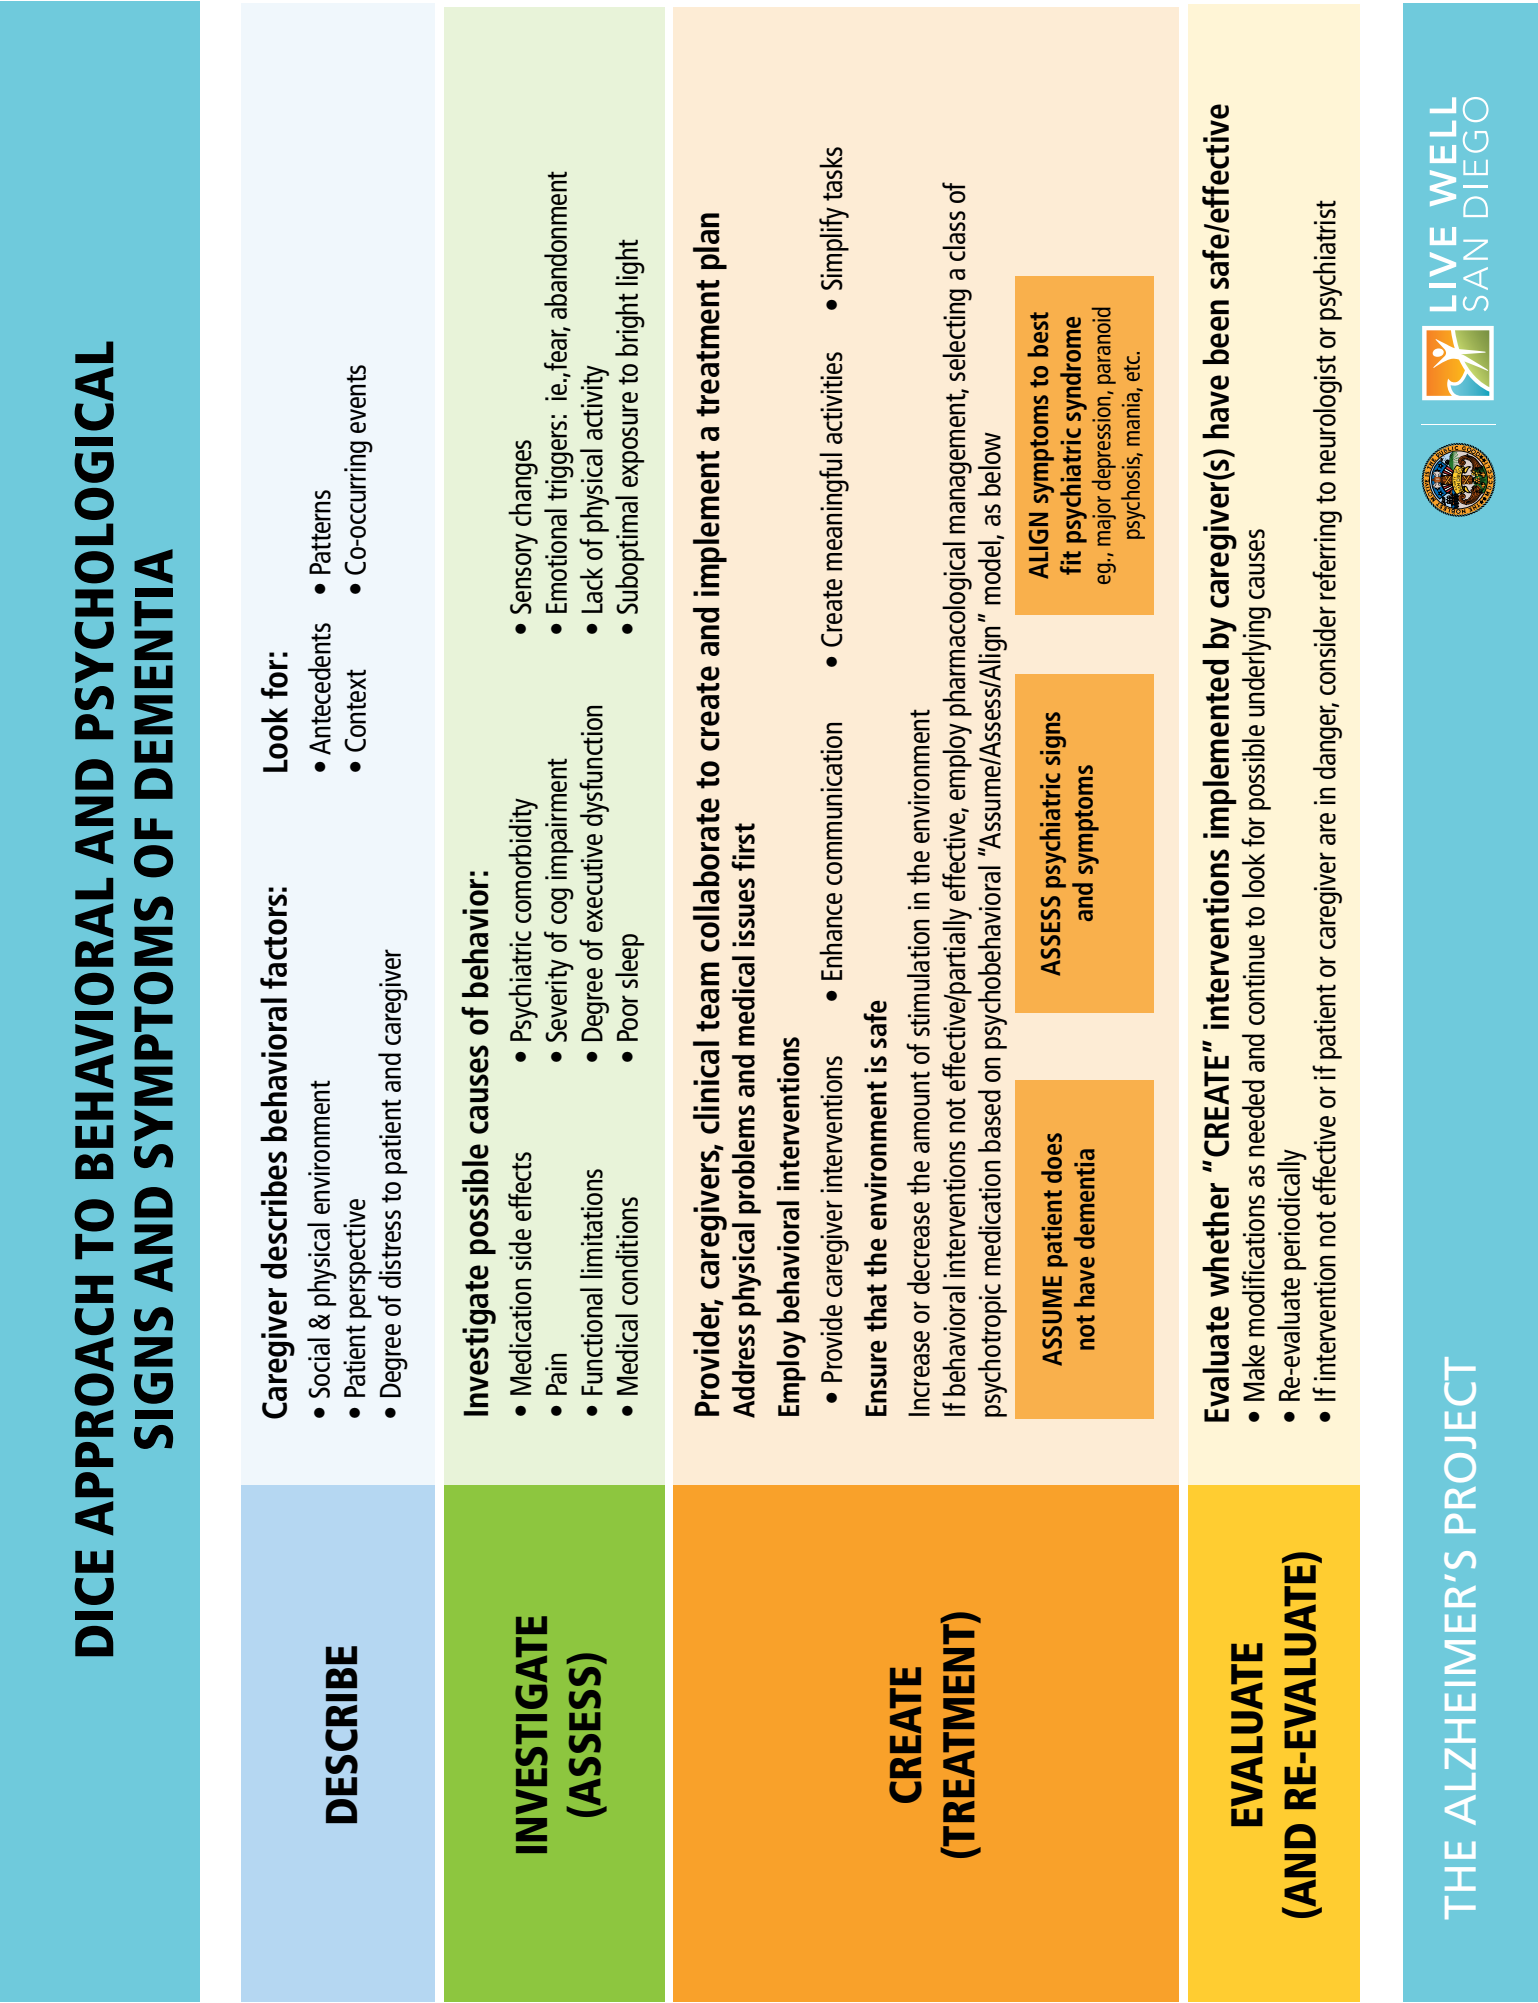 DICE APPROACH TO BEHAVIORAL AND PSYCHOLOGICAL
SIGNS AND SYMPTOMS OF DEMENTIA
DESCRIBE
Caregiver describes behavioral factors:
• Social & physical environment
• Patient perspective
• Degree of distress to patient and caregiver
Look for:
• Antecedents • Patterns
• Context • Co-occurring events
INVESTIGATE
(ASSESS)
Investigate possible causes of behavior:
• Medication side effects • Psychiatric comorbidity • Sensory changes
• Pain • Severity of cog impairment • Emotional triggers: ie., fear, abandonment
• Functional limitations • Degree of executive dysfunction • Lack of physical activity
• Medical conditions • Poor sleep • Suboptimal exposure to bright light
CREATE
(TREATMENT)
Provider, caregivers, clinical team collaborate to create and implement a treatment plan
Address physical problems and medical issues first
Employ behavioral interventions
• Provide caregiver interventions • Enhance communication • Create meaningful activities • Simplify tasks
Ensure that the environment is safe
Increase or decrease the amount of stimulation in the environment
If behavioral interventions not effective/partially effective, employ pharmacological management, selecting a class of
psychotropic medication based on psychobehavioral “Assume/Assess/Align” model, as below
ASSUME patient does
not have dementia
ASSESS psychiatric signs
and symptoms
ALIGN symptoms to best
fit psychiatric syndrome
eg., major depression, paranoid
psychosis, mania, etc.
EVALUATE
(AND RE-EVALUATE)
Evaluate whether “CREATE” interventions implemented by caregiver(s) have been safe/effective
• Make modifications as needed and continue to look for possible underlying causes
• Re-evaluate periodically
• If intervention not effective or if patient or caregiver are in danger, consider referring to neurologist or psychiatrist
THE ALZHEIMER’S PROJECT
LIVE WELL
SAN DIEGO